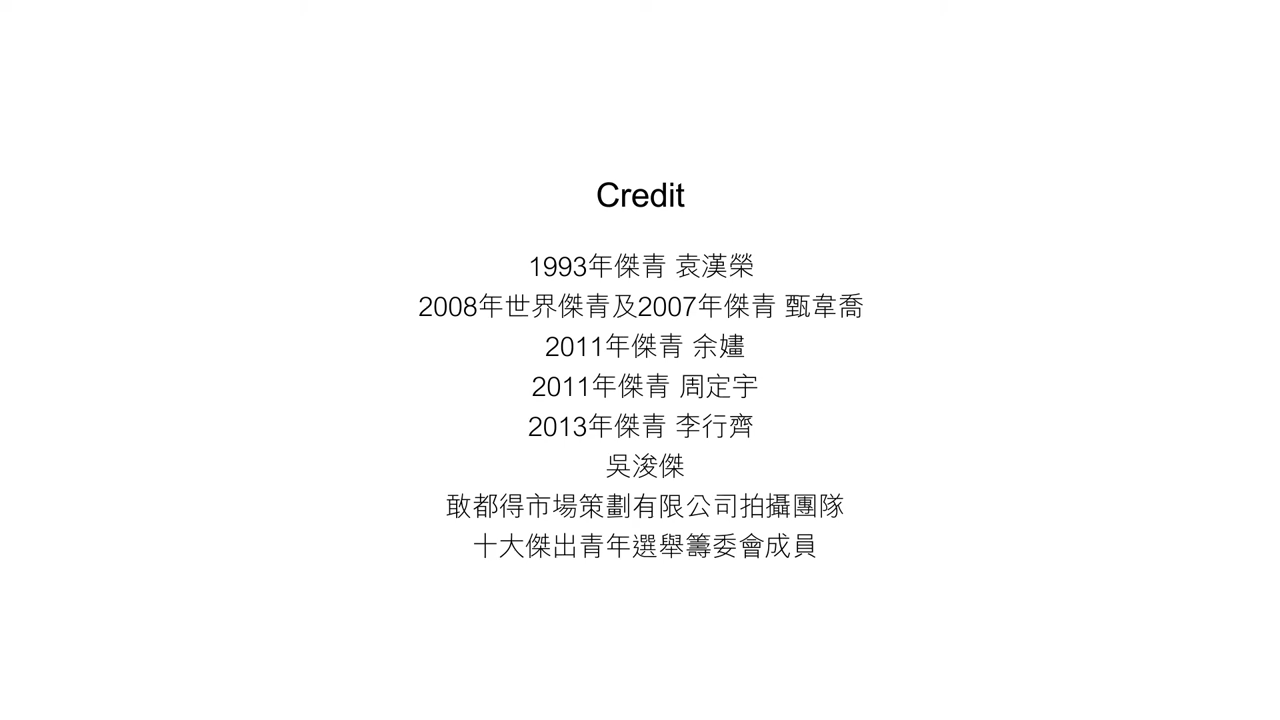 Credit
1993年傑青 袁漢榮
2008年世界傑青及2007年傑青 甄韋喬
2011年傑青 余嫿
2011年傑青 周定宇
2013年傑青 李行齊
吳浚傑
敢都得市場策劃有限公司拍攝團隊
十大傑出青年選舉籌委會成員